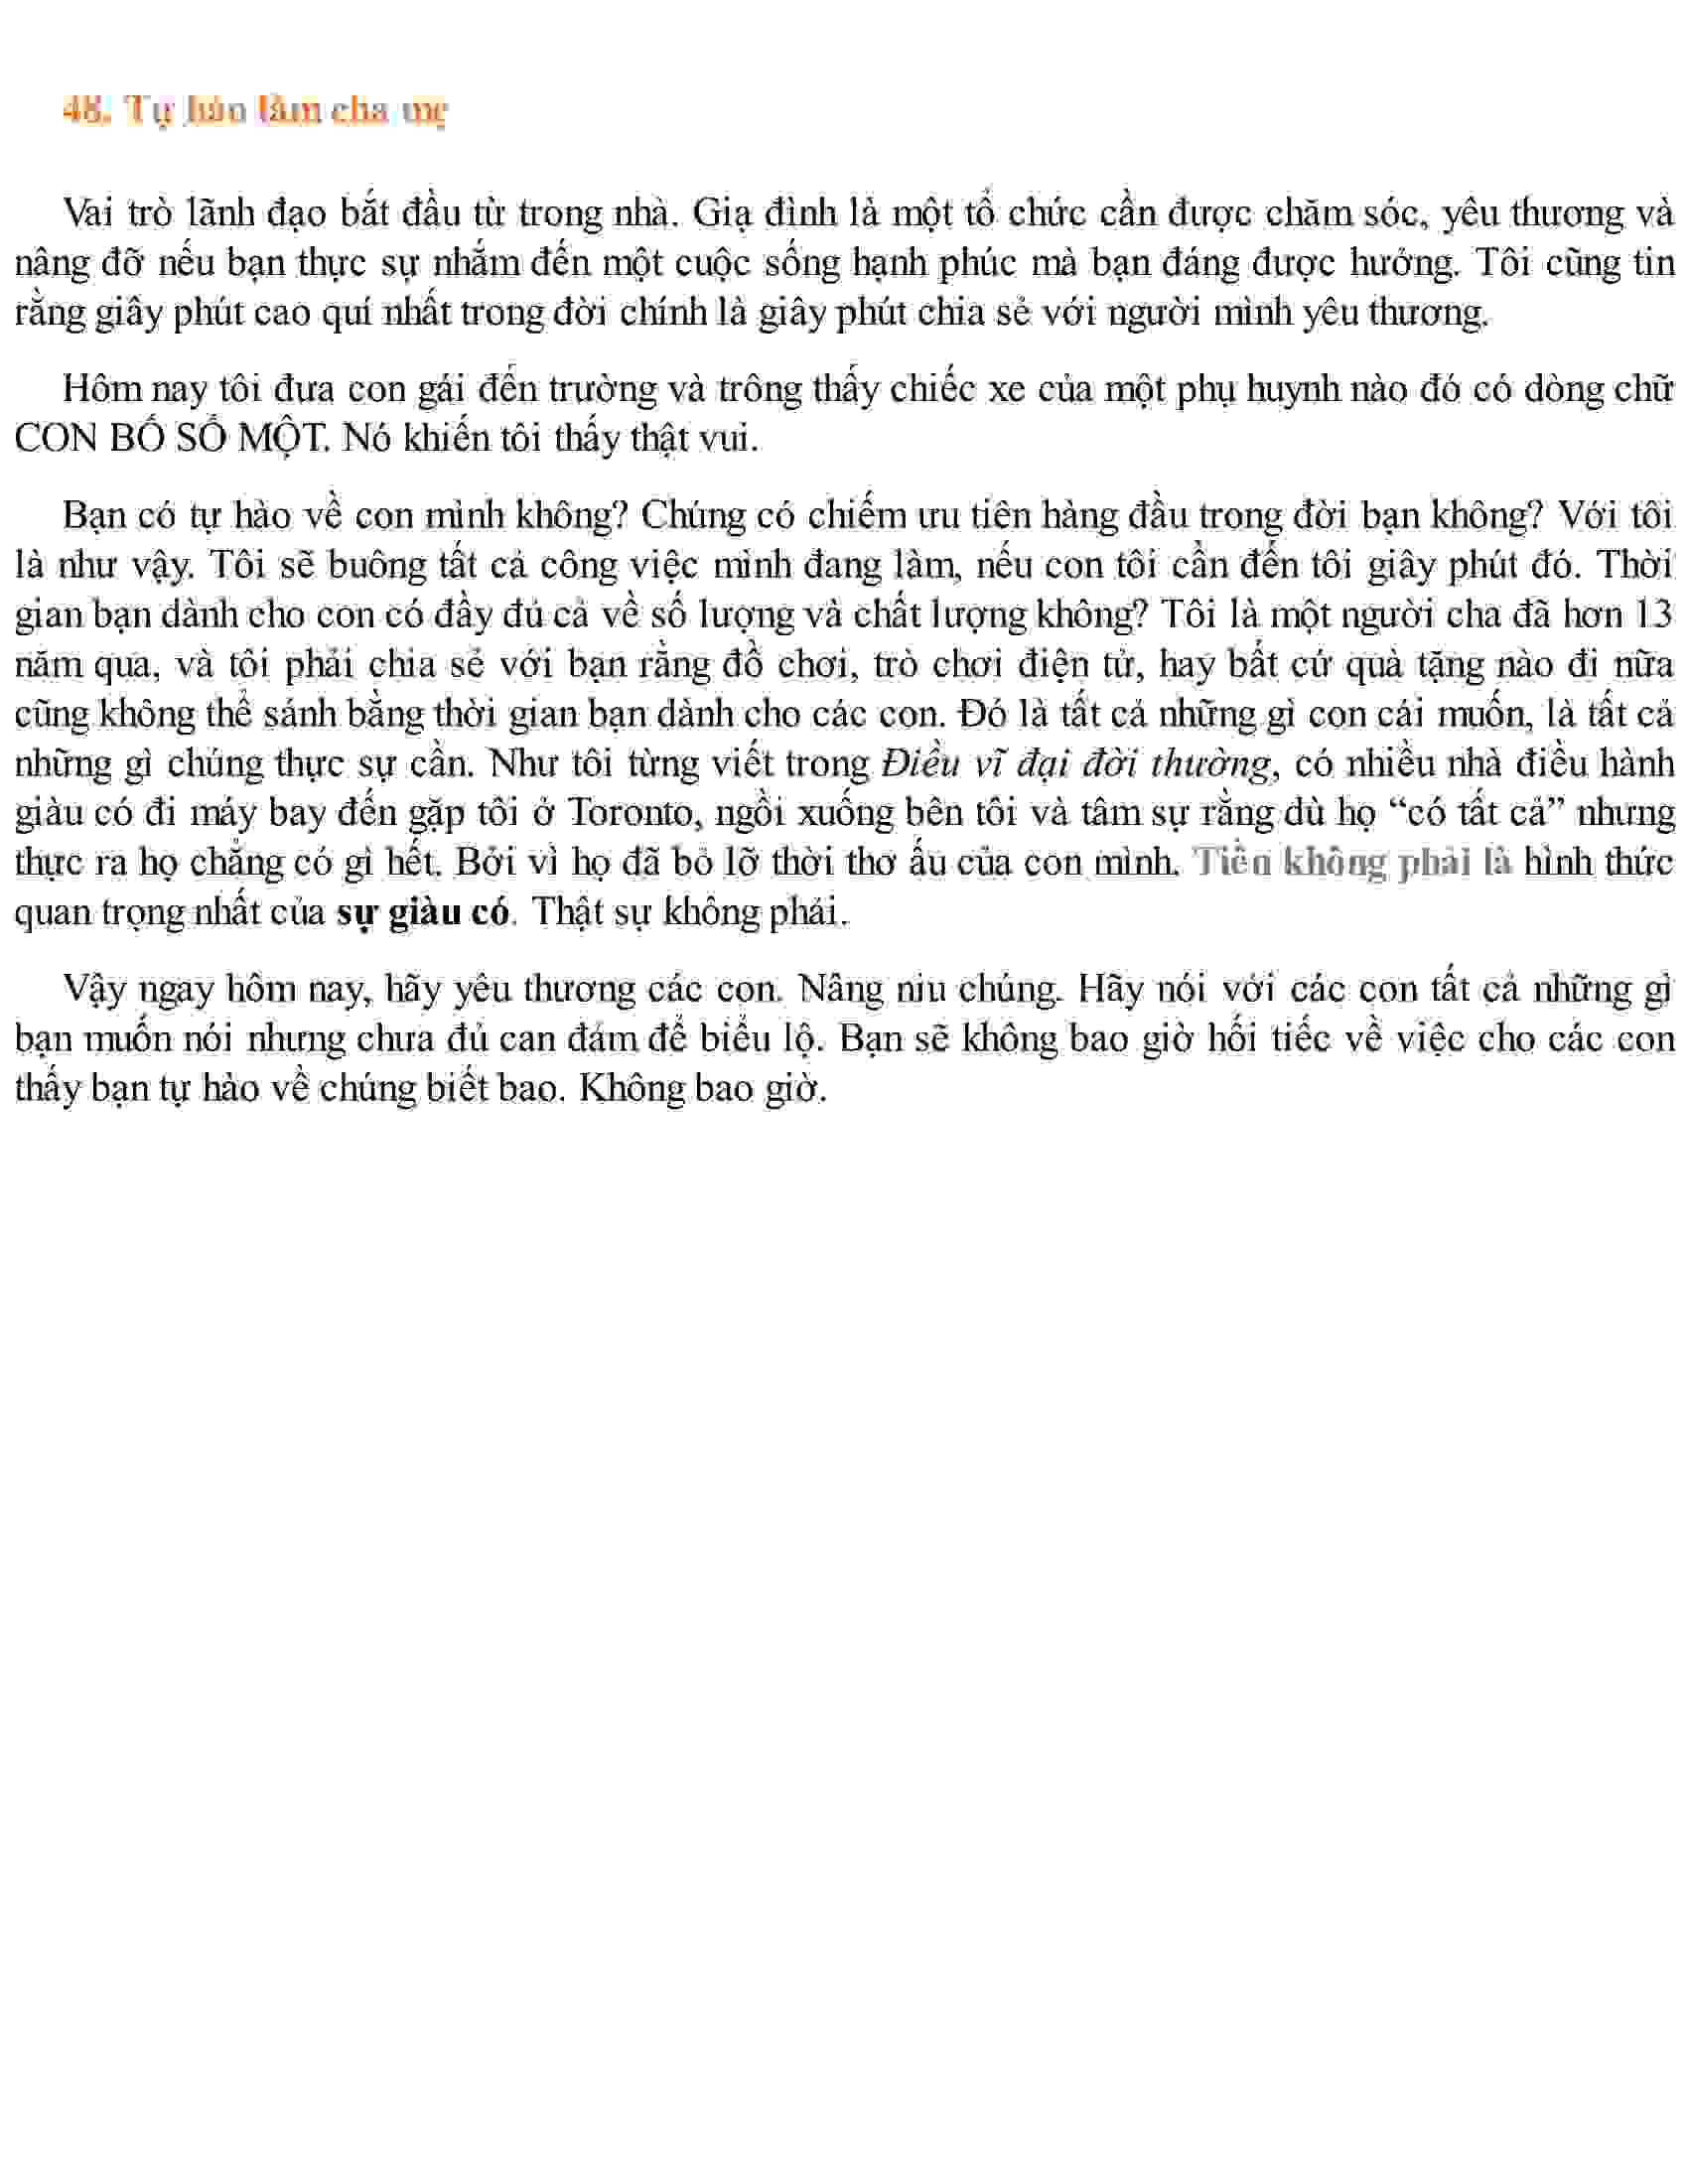 48. Tự hào làm cha mẹ
Vai trò lãnh đạo bắt đầu từ trong nhà. Gia đình là một tổ chức cần được chăm sóc, yêu thương và
nâng đỡ nếu bạn thực sự nhắm đến một cuộc sống hạnh phúc mà bạn đáng được hưởng. Tôi cũng tin
rằng giây phút cao quí nhất trong đời chính là giây phút chia sẻ với người mình yêu thương.
Hôm nay tôi đưa con gái đến trường và trông thấy chiếc xe của một phụ huynh nào đó có dòng chữ
CON BỐ SỐ MỘT. Nó khiến tôi thấy thật vui.
Bạn có tự hào về con mình không? Chúng có chiếm ưu tiên hàng đầu trong đời bạn không? Với tôi
là như vậy. Tôi sẽ buông tất cả công việc mình đang làm, nếu con tôi cần đến tôi giây phút đó. Thời
gian bạn dành cho con có đầy đủ cả về số lượng và chất lượng không? Tôi là một người cha đã hơn 13
năm qua, và tôi phải chia sẻ với bạn rằng đồ chơi, trò chơi điện tử, hay bất cứ quà tặng nào đi nữa
cũng không thể sánh bằng thời gian bạn dành cho các con. Đó là tất cả những gì con cái muốn, là tất cả
những gì chúng thực sự cần. Như tôi từng viết trong Điều vĩ đại đời thường, có nhiều nhà điều hành
giàu có đi máy bay đến gặp tôi ở Toronto, ngồi xuống bên tôi và tâm sự rằng dù họ “có tất cả” nhưng
thực ra họ chẳng có gì hết. Bởi vì họ đã bỏ lỡ thời thơ ấu của con mình. Tiền không phải là hình thức
quan trọng nhất của sự giàu có. Thật sự không phải.
Vậy ngay hôm nay, hãy yêu thương các con. Nâng niu chúng. Hãy nói với các con tất cả những gì
bạn muốn nói nhưng chưa đủ can đảm để biểu lộ. Bạn sẽ không bao giờ hối tiếc về việc cho các con
thấy bạn tự hào về chúng biết bao. Không bao giờ.